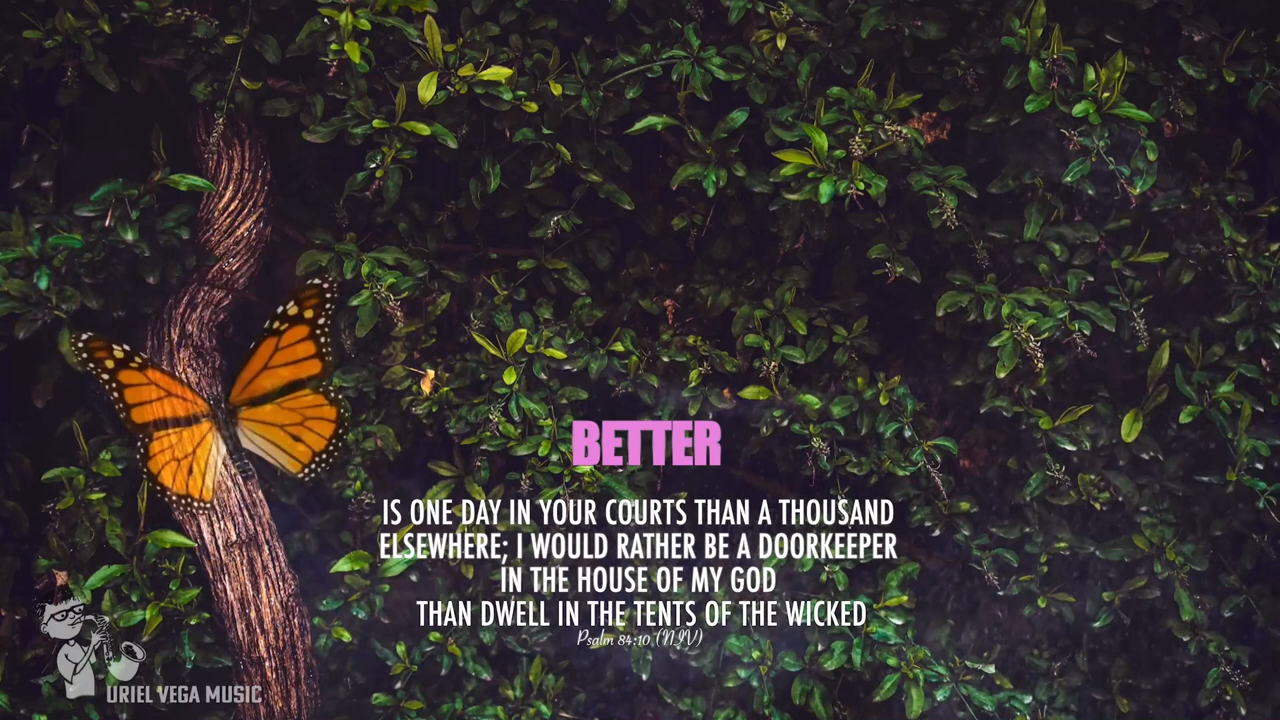 BETTER
IS ONE DAY IN YOUR COURTS THAN A THOUSAND
ELSEWHERE; I WOULD RATHER BE A DOORKEEPER
IN THE HOUSE OF MY GOD
THAN DWELL IN THE TENTS OF THE WICKED
Psalm 84:10 (NIV)
URIEL VEGA MUSIC